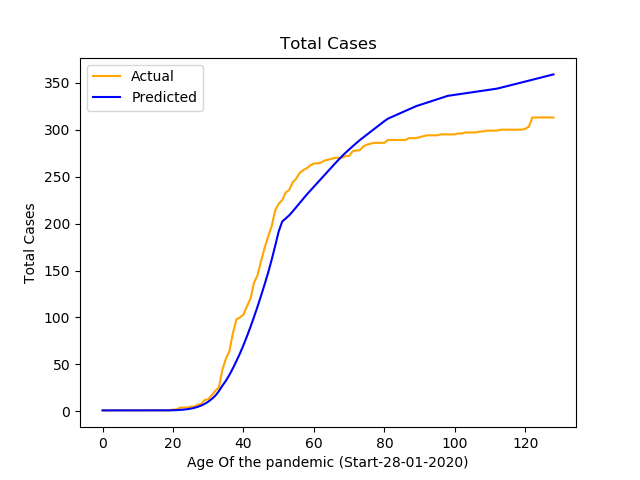 Total Cases
Actual
Predicted
350
300
250
200
150
100
50
0
Total Cases
0 20 40 60 80 100 120
Age Of the pandemic (Start-28-01-2020)